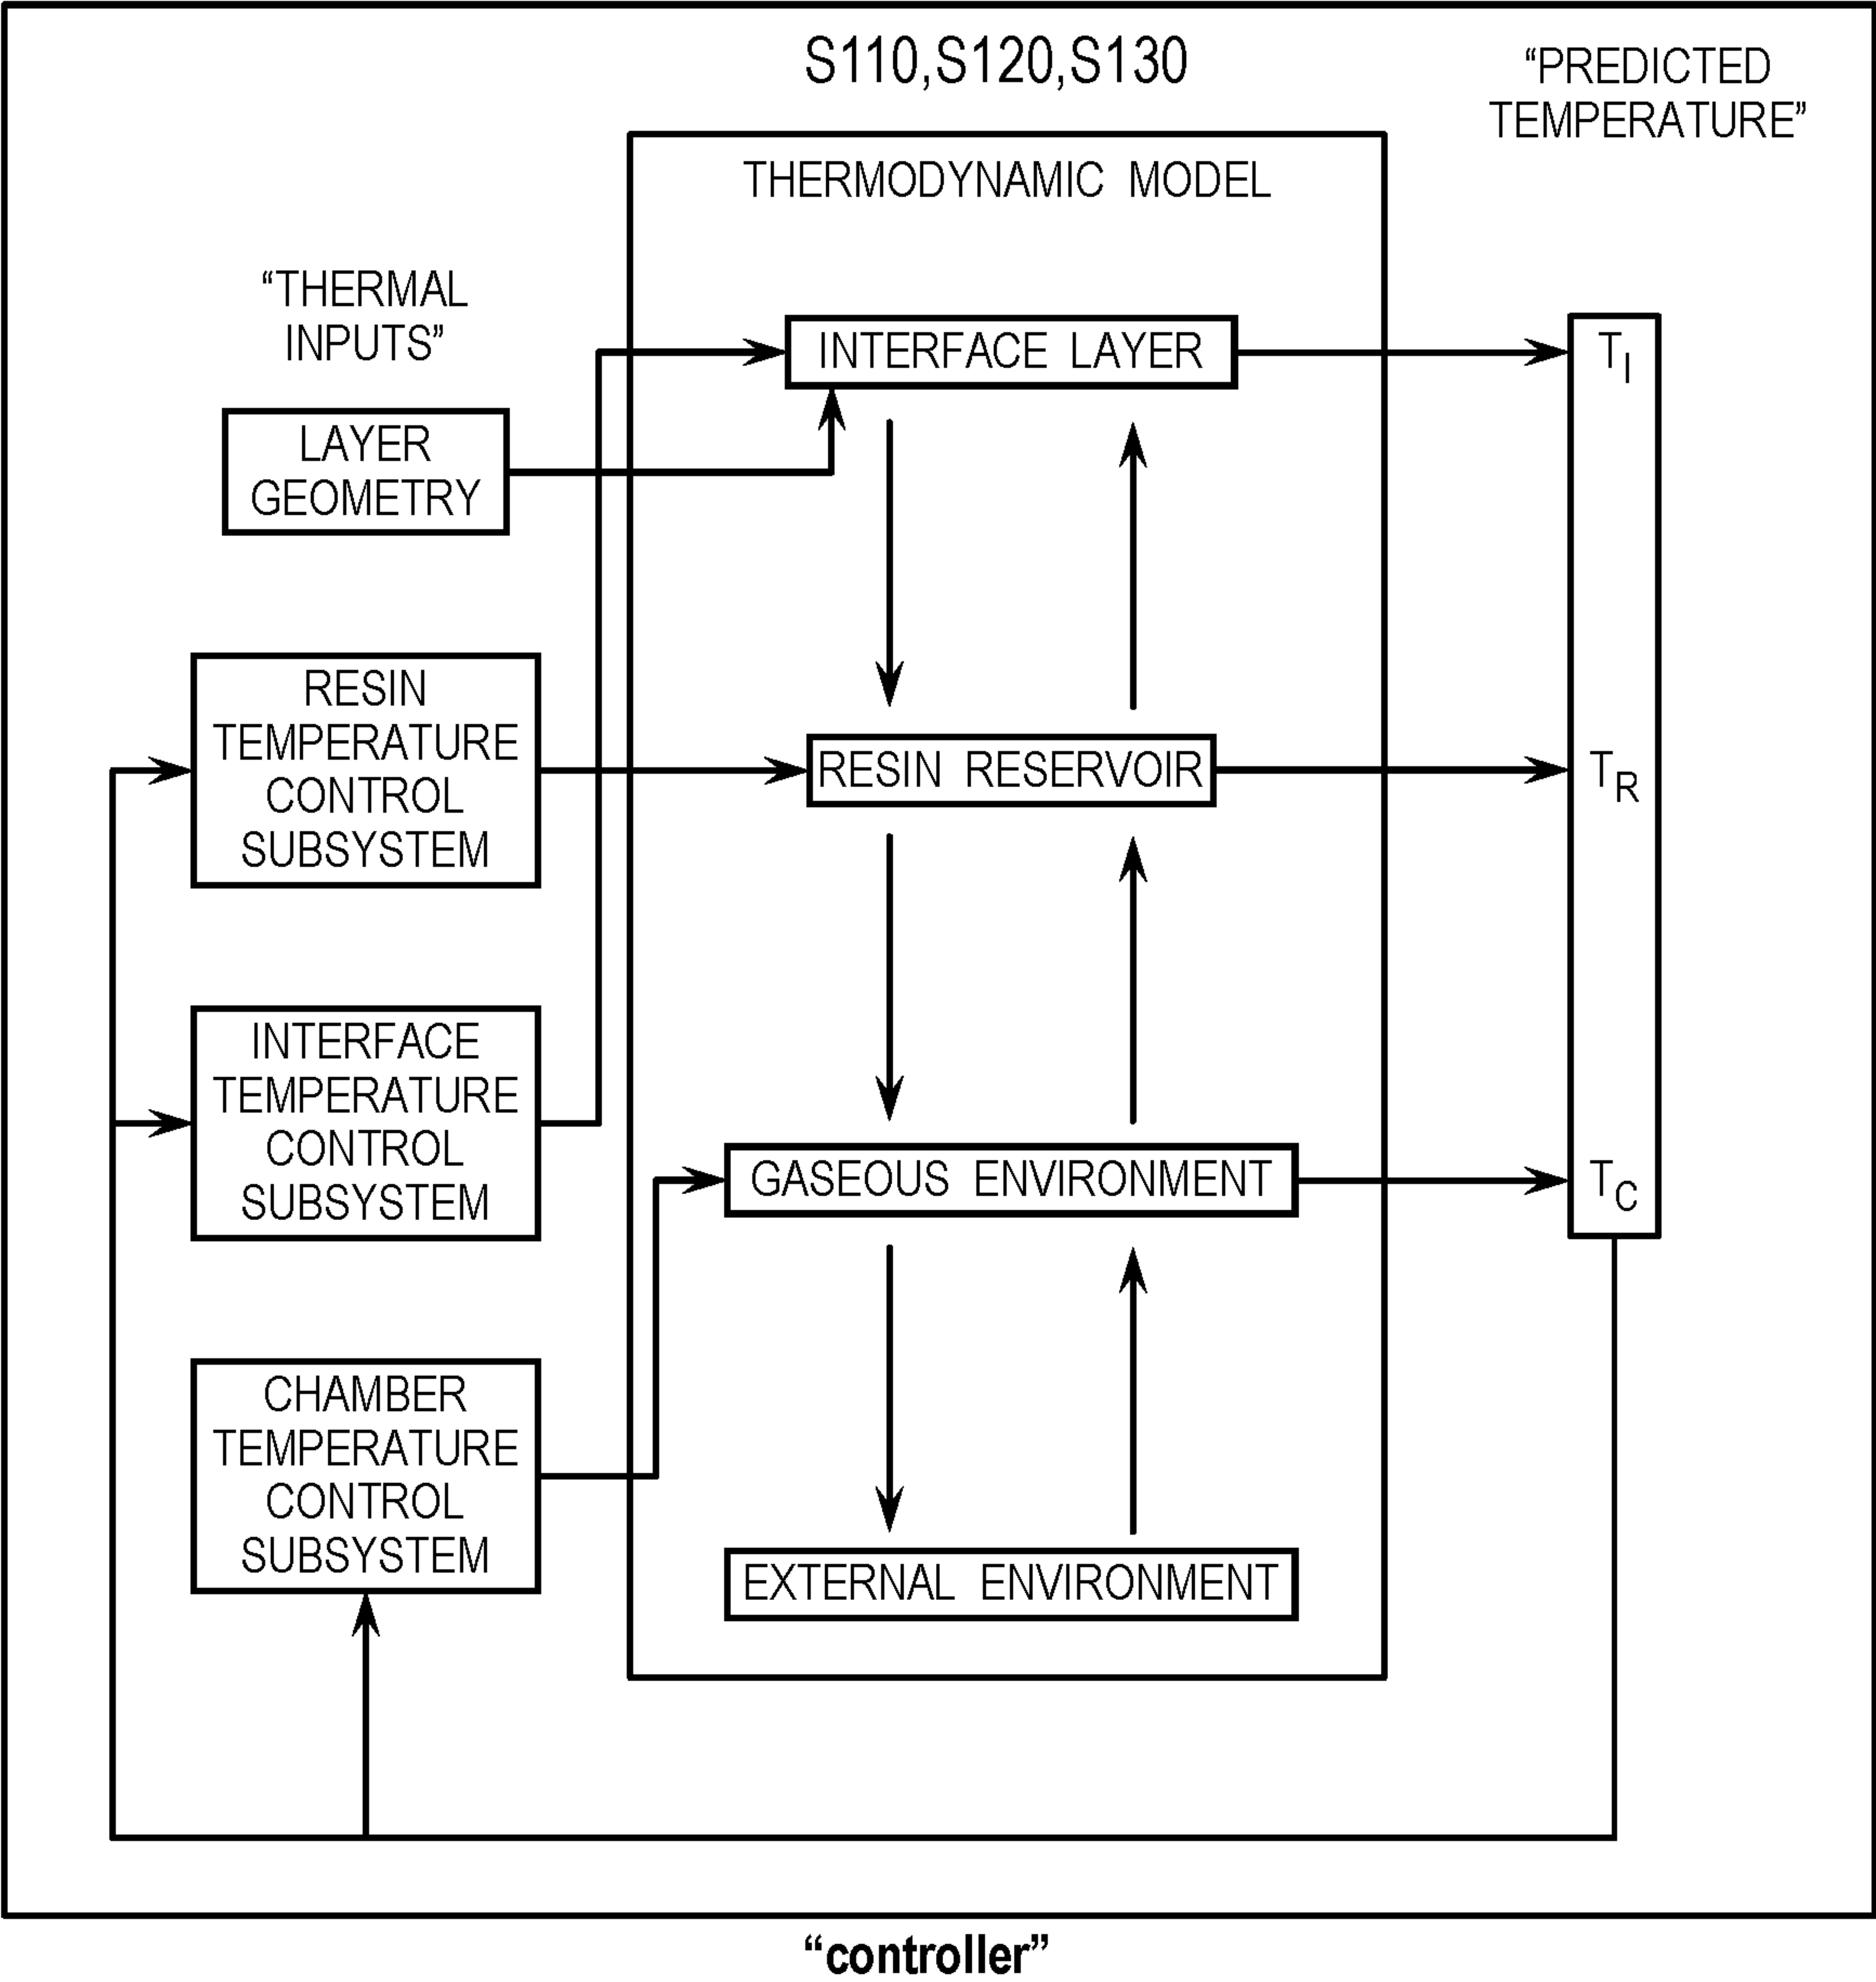 S110,S120,S130
“PREDICTED
TEMPERATURE”
THERMODYNAMIC MODEL
“THERMAL
INPUTS”
INTERFACE LAYER
T_I
LAYER
GEOMETRY
RESIN
TEMPERATURE
CONTROL
SUBSYSTEM
RESIN RESERVOIR
T_R
INTERFACE
TEMPERATURE
CONTROL
SUBSYSTEM
GASEOUS ENVIRONMENT
T_C
CHAMBER
TEMPERATURE
CONTROL
SUBSYSTEM
EXTERNAL ENVIRONMENT
“controller”